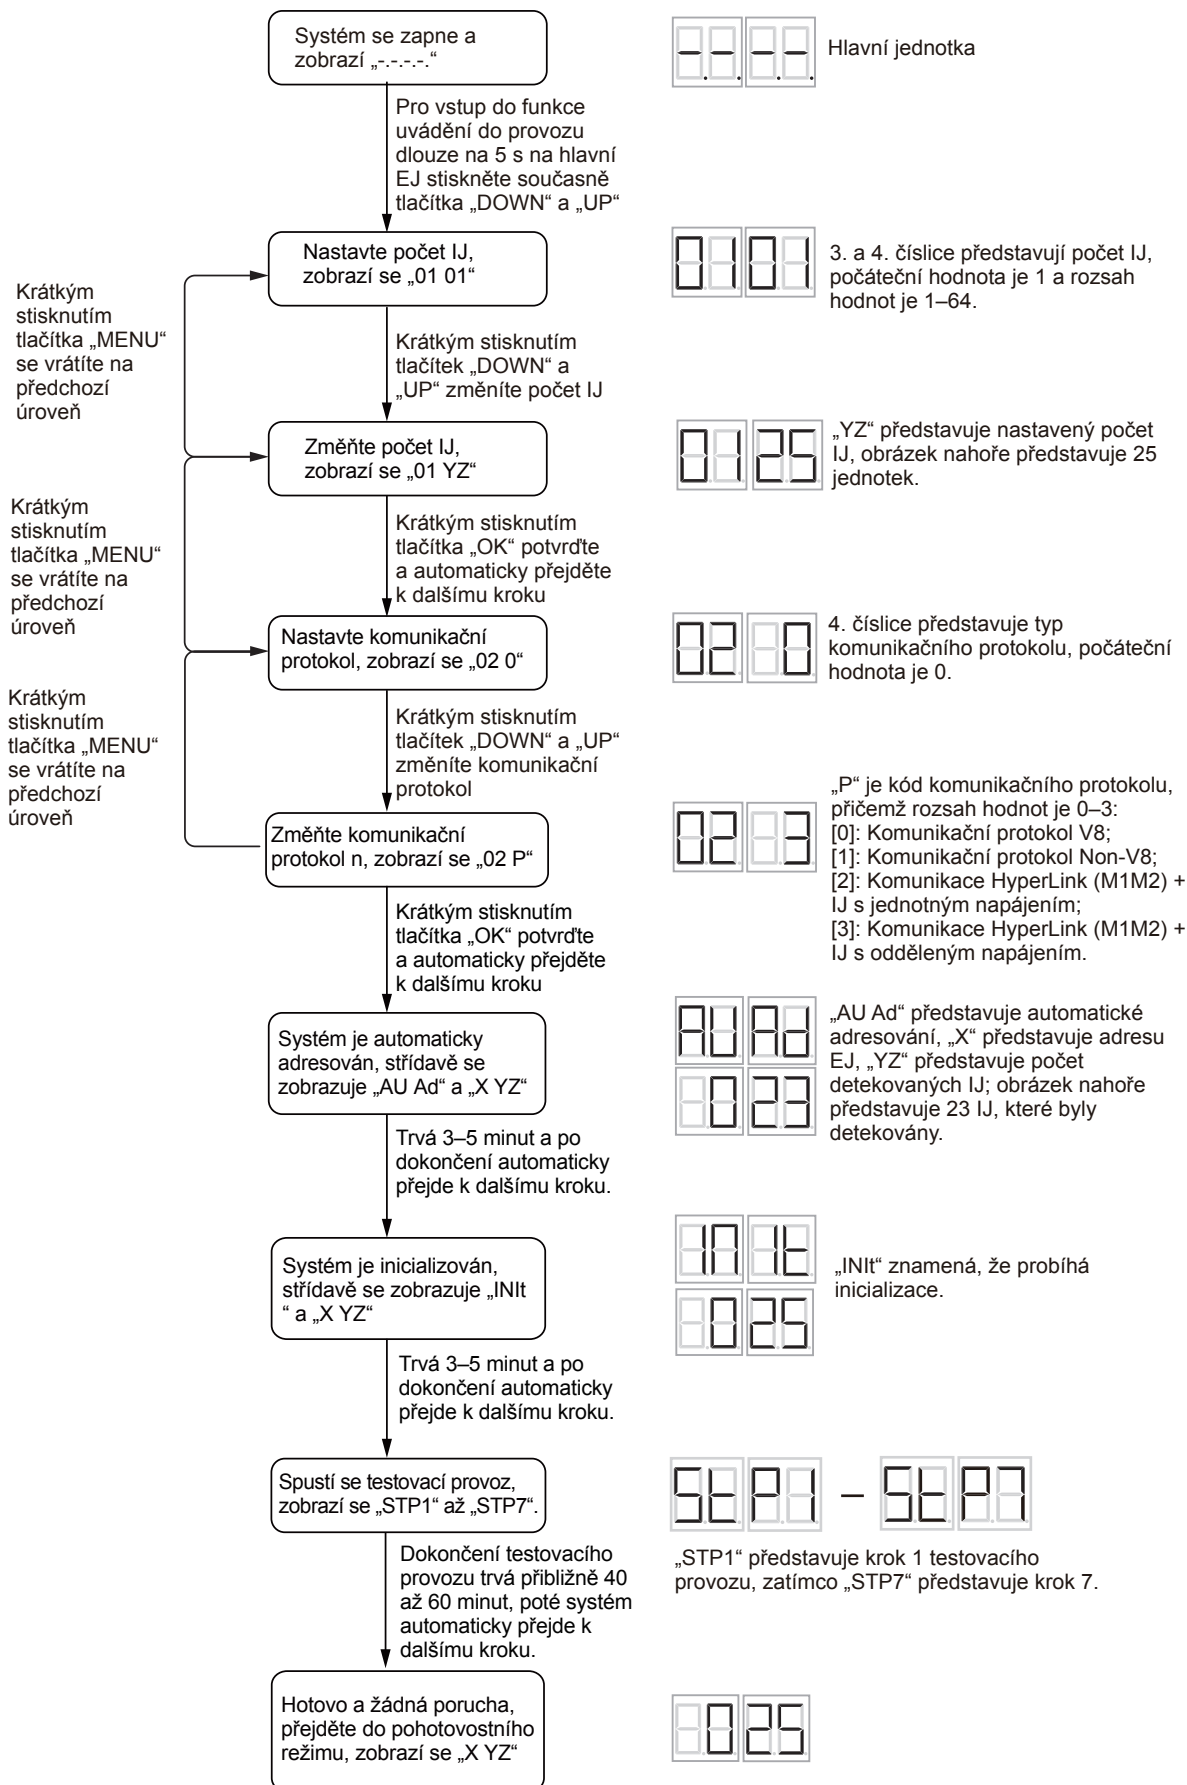 Systém se zapne a
zobrazí „-.-.-.-.“
-.-.-.-.
Hlavní jednotka
Pro vstup do funkce
uvádění do provozu
dlouze na 5 s na hlavní
EJ stiskněte současně
tlačítka „DOWN“ a „UP“
Nastavte počet IJ,
zobrazí se „01 01“
0101
3. a 4. číslice představují počet IJ,
počáteční hodnota je 1 a rozsah
hodnot je 1–64.
Krátkým
stisknutím
tlačítka „MENU“
se vrátíte na
předchozí
úroveň
Krátkým stisknutím
tlačítek „DOWN“ a
„UP“ změníte počet IJ
Změňte počet IJ,
zobrazí se „01 YZ“
0125
„YZ“ představuje nastavený počet
IJ, obrázek nahoře představuje 25
jednotek.
Krátkým
stisknutím
tlačítka „MENU“
se vrátíte na
předchozí
úroveň
Krátkým stisknutím
tlačítka „OK“ potvrďte
a automaticky přejděte
k dalšímu kroku
Nastavte komunikační
protokol, zobrazí se „02 0“
02 0
4. číslice představuje typ
komunikačního protokolu, počáteční
hodnota je 0.
Krátkým
stisknutím
tlačítka „MENU“
se vrátíte na
předchozí
úroveň
Krátkým stisknutím
tlačítek „DOWN“ a „UP“
změníte komunikační
protokol
Změňte komunikační
protokol n, zobrazí se „02 P“
02 3
„P“ je kód komunikačního protokolu,
přičemž rozsah hodnot je 0–3:
[0]: Komunikační protokol V8;
[1]: Komunikační protokol Non-V8;
[2]: Komunikace HyperLink (M1M2) +
IJ s jednotným napájením;
[3]: Komunikace HyperLink (M1M2) +
IJ s odděleným napájením.
Krátkým stisknutím
tlačítka „OK“ potvrďte
a automaticky přejděte
k dalšímu kroku
Systém je automaticky
adresován, střídavě se
zobrazuje „AU Ad“ a „X YZ“
AUAd
023
„AU Ad“ představuje automatické
adresování, „X“ představuje adresu
EJ, „YZ“ představuje počet
detekovaných IJ; obrázek nahoře
představuje 23 IJ, které byly
detekovány.
Trvá 3–5 minut a po
dokončení automaticky
přejde k dalšímu kroku.
Systém je inicializován,
střídavě se zobrazuje „INIt
“ a „X YZ“
INIt
025
„INIt“ znamená, že probíhá
inicializace.
Trvá 3–5 minut a po
dokončení automaticky
přejde k dalšímu kroku.
Spustí se testovací provoz,
zobrazí se „STP1“ až „STP7“.
StP1 – StP7
„STP1“ představuje krok 1 testovacího
provozu, zatímco „STP7“ představuje krok 7.
Dokončení testovacího
provozu trvá přibližně 40
až 60 minut, poté systém
automaticky přejde k
dalšímu kroku.
Hotovo a žádná porucha,
přejděte do pohotovostního
režimu, zobrazí se „X YZ“
025